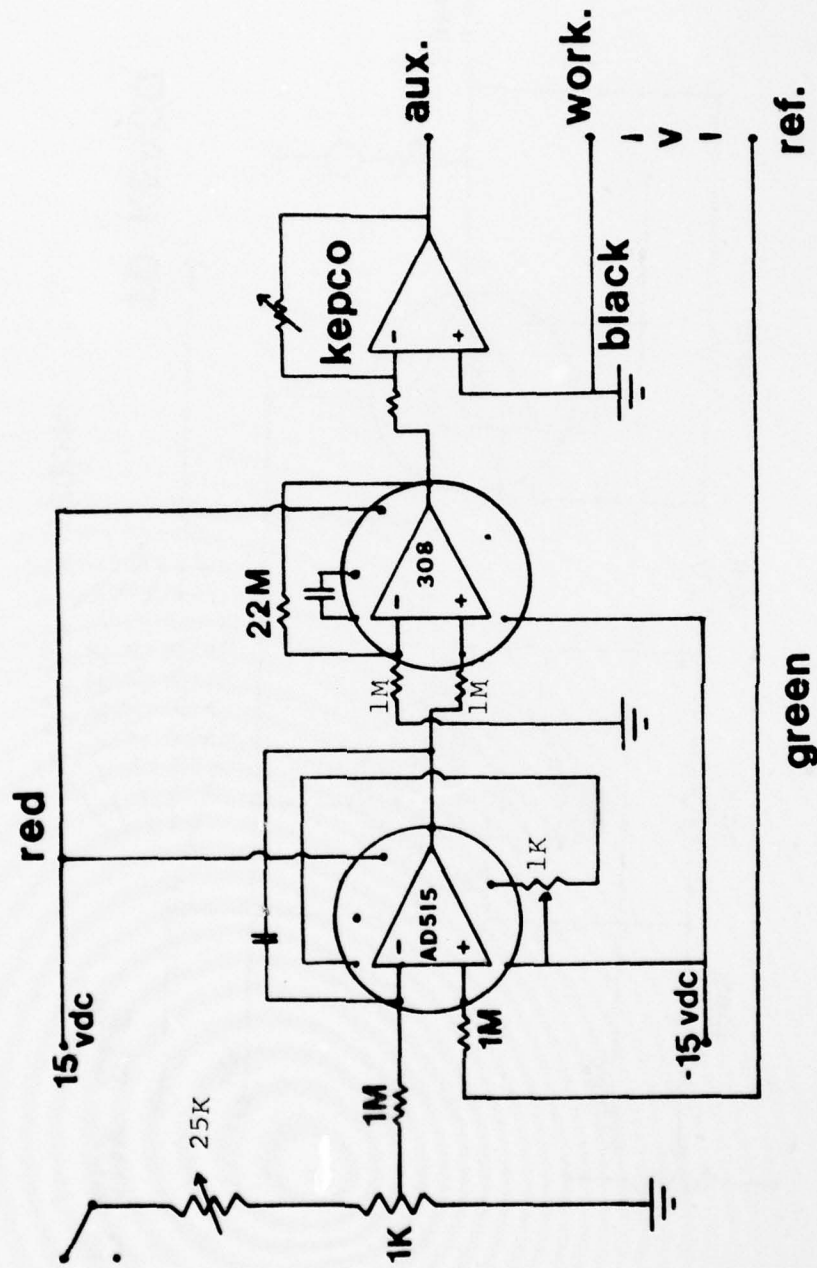 red
15 vdc
25K
1K
1M
1M
AD515
-
+
1K
-15 vdc
22M
1M
1M
308
-
+
kepco
-
+
aux.
work.
black
V
ref.
green